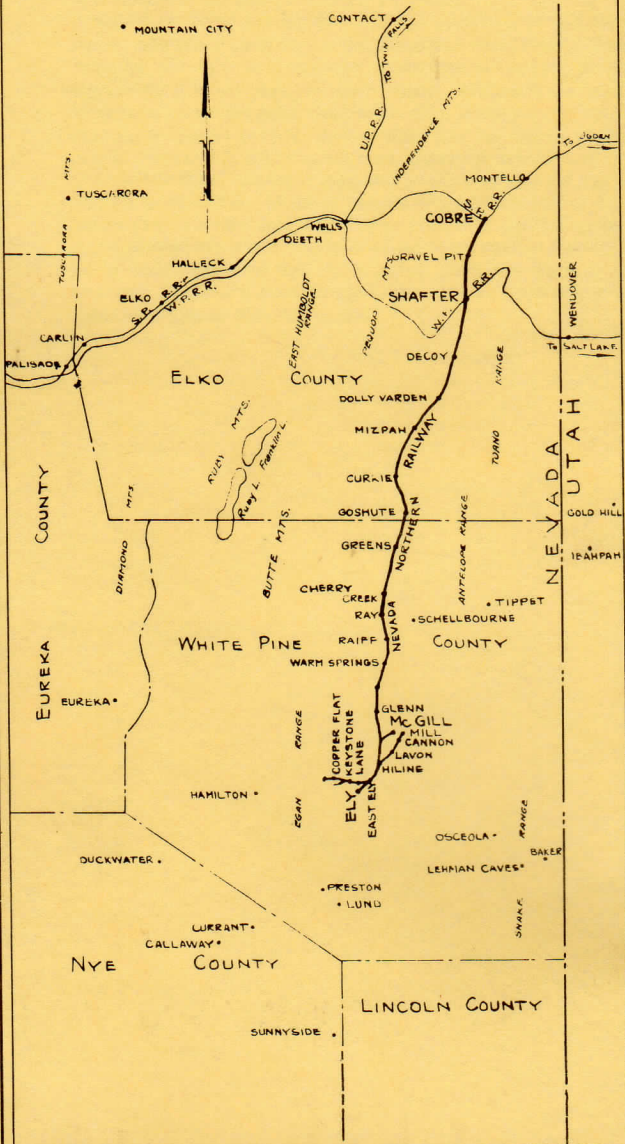 CONTACT
MOUNTAIN CITY
TO TWIN FALLS
U.P.R.R.
INDEPENDENCE MTS.
TO OGDEN
MONTELLO
TUSCARORA MTS.
TUSCARORA
COBRE
S.P. R.R.
WELLS
DEETH
HALLECK
GRAVEL PIT
SHAFTER
W.P. R.R.
WENDOVER
TO SALT LAKE
ELKO
S.P. R.R.
W.P.R.R.
EAST HUMBOLDT RANGE
PEQUOP MTS.
CARLIN
PALISADE
DECOY
ELKO COUNTY
DOLLY VARDEN
TOANO RANGE
MIZPAH
RUBY MTS.
RUBY L.
FRANKLIN L.
CURRIE
NEVADA
UTAH
GOSHUTE
GOLD HILL
COUNTY
DIAMOND MTS.
BUTTE MTS.
GREENS
NEVADA NORTHERN RAILWAY
ANTELOPE RANGE
IBAHPAH
CHERRY CREEK
RAY
TIPPET
SCHELLBOURNE
WHITE PINE COUNTY
RAIFF
WARM SPRINGS
EUREKA
EUREKA
GLENN
McGILL
MILL
CANNON
LAVON
HILINE
COPPER FLAT
KEYSTONE
LANE
ELY
EAST ELY
EGAN RANGE
HAMILTON
OSCEOLA
SNAKE RANGE
BAKER
LEHMAN CAVES
DUCKWATER
PRESTON
LUND
CURRANT
CALLAWAY
NYE COUNTY
LINCOLN COUNTY
SUNNYSIDE